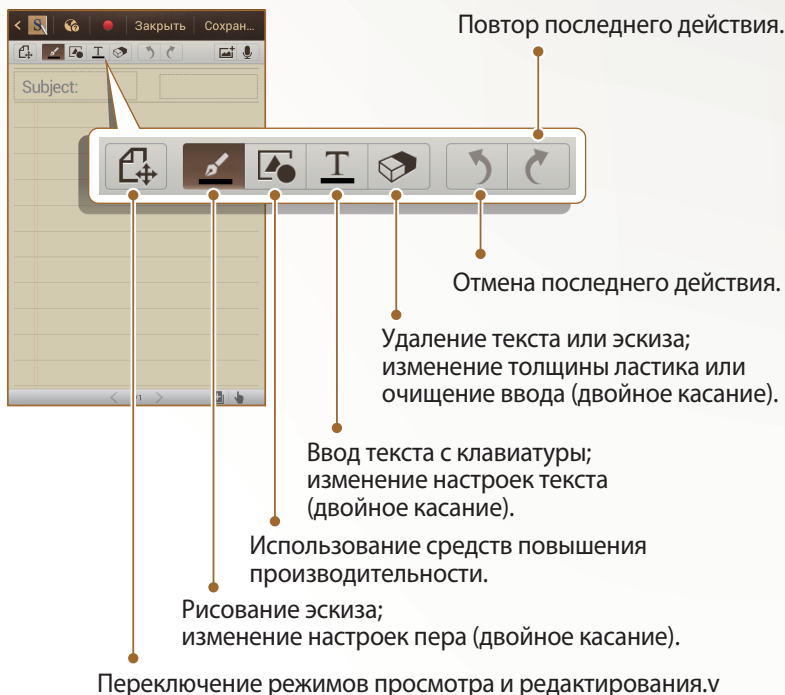 Повтор последнего действия.
S
Закрыть
Сохран...
T
Subject:
T
Отмена последнего действия.
Удаление текста или эскиза;
изменение толщины ластика или
очищение ввода (двойное касание).
Ввод текста с клавиатуры;
изменение настроек текста
(двойное касание).
Использование средств повышения
производительности.
Рисование эскиза;
изменение настроек пера (двойное касание).
Переключение режимов просмотра и редактирования.v